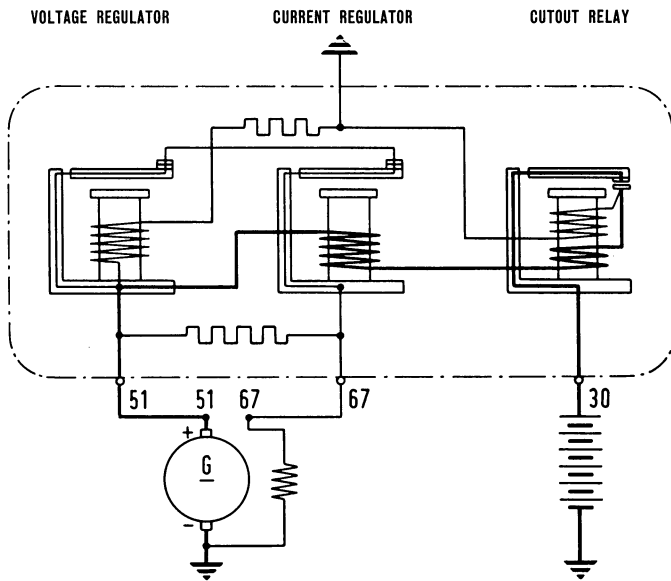 VOLTAGE REGULATOR CURRENT REGULATOR CUTOUT RELAY
51 51 67 67 30
+
G
−